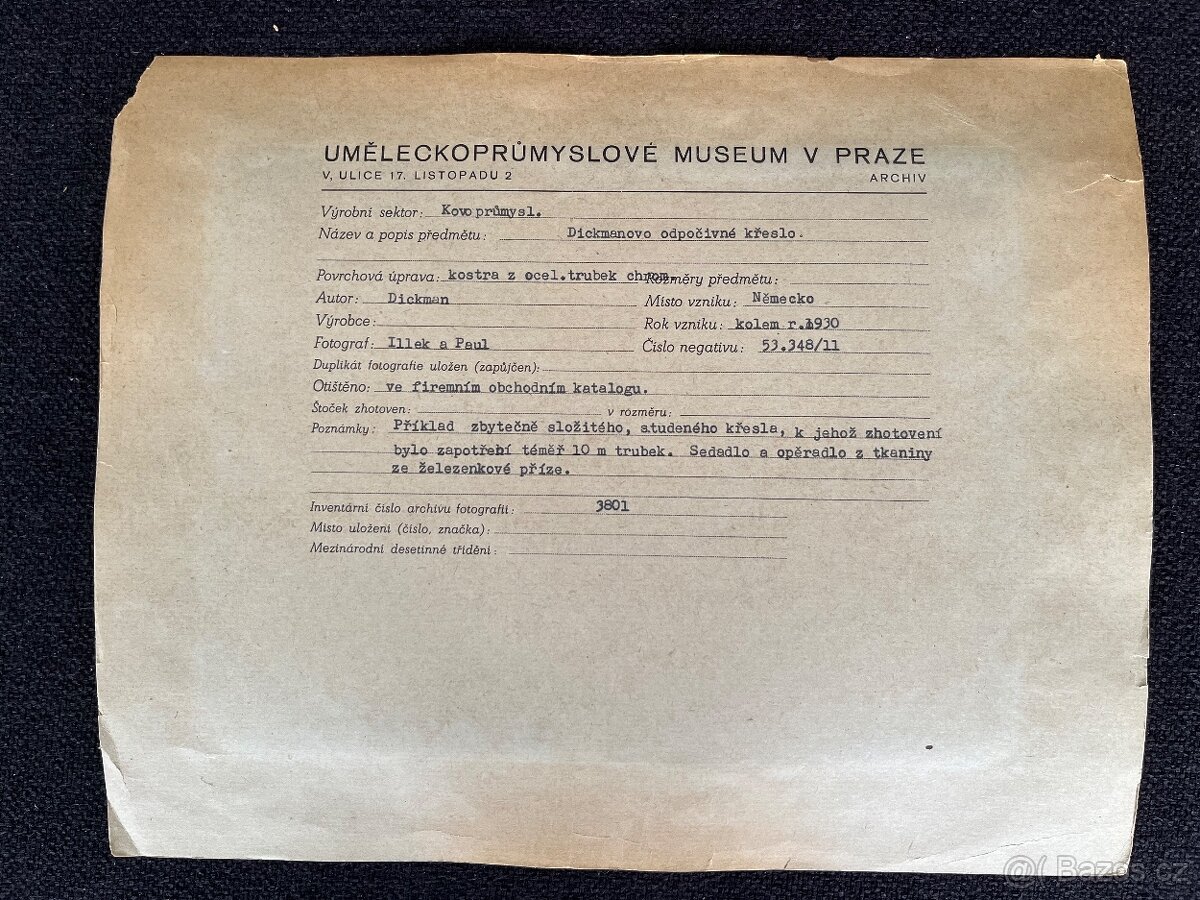 UMĚLECKOPRŮMYSLOVÉ MUSEUM V PRAZE
V, ULICE 17. LISTOPADU 2 ARCHIV
Výrobní sektor: Kovoprůmysl.
Název a popis předmětu: Dickmanovo odpočivné křeslo.
Povrchová úprava: kostra z ocel.trubek chrom. Rozměry předmětu:
Autor: Dickman Místo vzniku: Německo
Výrobce: Rok vzniku: kolem r.1930
Fotograf: Illek a Paul Číslo negativu: 53.348/11
Duplikát fotografie uložen (zapůjčen):
Otištěno: ve firemním obchodním katalogu.
Štoček zhotoven: v rozměru:
Poznámky: Příklad zbytečně složitého, studeného křesla, k jehož zhotovení
bylo zapotřebí téměř 10 m trubek. Sedadlo a opěradlo z tkaniny
ze železenkové příze.
Inventární číslo archivu fotografií: 3801
Místo uložení (číslo, značka):
Mezinárodní desetinné třídění:
@( Bazos.cz